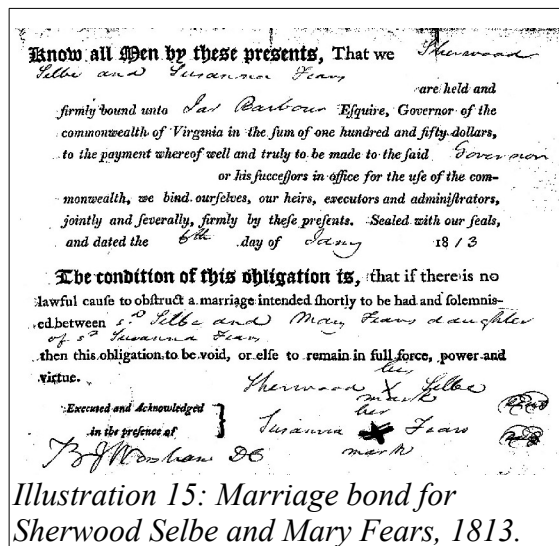 Know all Men by these presents, That we Sherwood
Selbe and Susanna Fears
are held and
firmly bound unto Jas Barbour Esquire, Governor of the
commonwealth of Virginia in the ſum of one hundred and fifty dollars,
to the payment whereof well and truly to be made to the ſaid Governor
or his ſucceſſors in office for the uſe of the com-
monwealth, we bind ourſelves, our heirs, executors and adminiſtrators,
jointly and ſeverally, firmly by theſe preſents. Sealed with our ſeals,
and dated the 6th day of Jany 1813
The condition of this obligation is, that if there is no
lawful cauſe to obſtruct a marriage intended ſhortly to be had and ſolemniſ-
ed between sd Selbe and Mary Fears daughter
of sd Susanna Fears
then this obligation to be void, or elſe to remain in full force, power and
virtue.
his
Sherwood X Selbe
mark
Executed and Acknowledged
in the preſence of
her
Susanna X Fears
mark
DC
Illustration 15: Marriage bond for
Sherwood Selbe and Mary Fears, 1813.